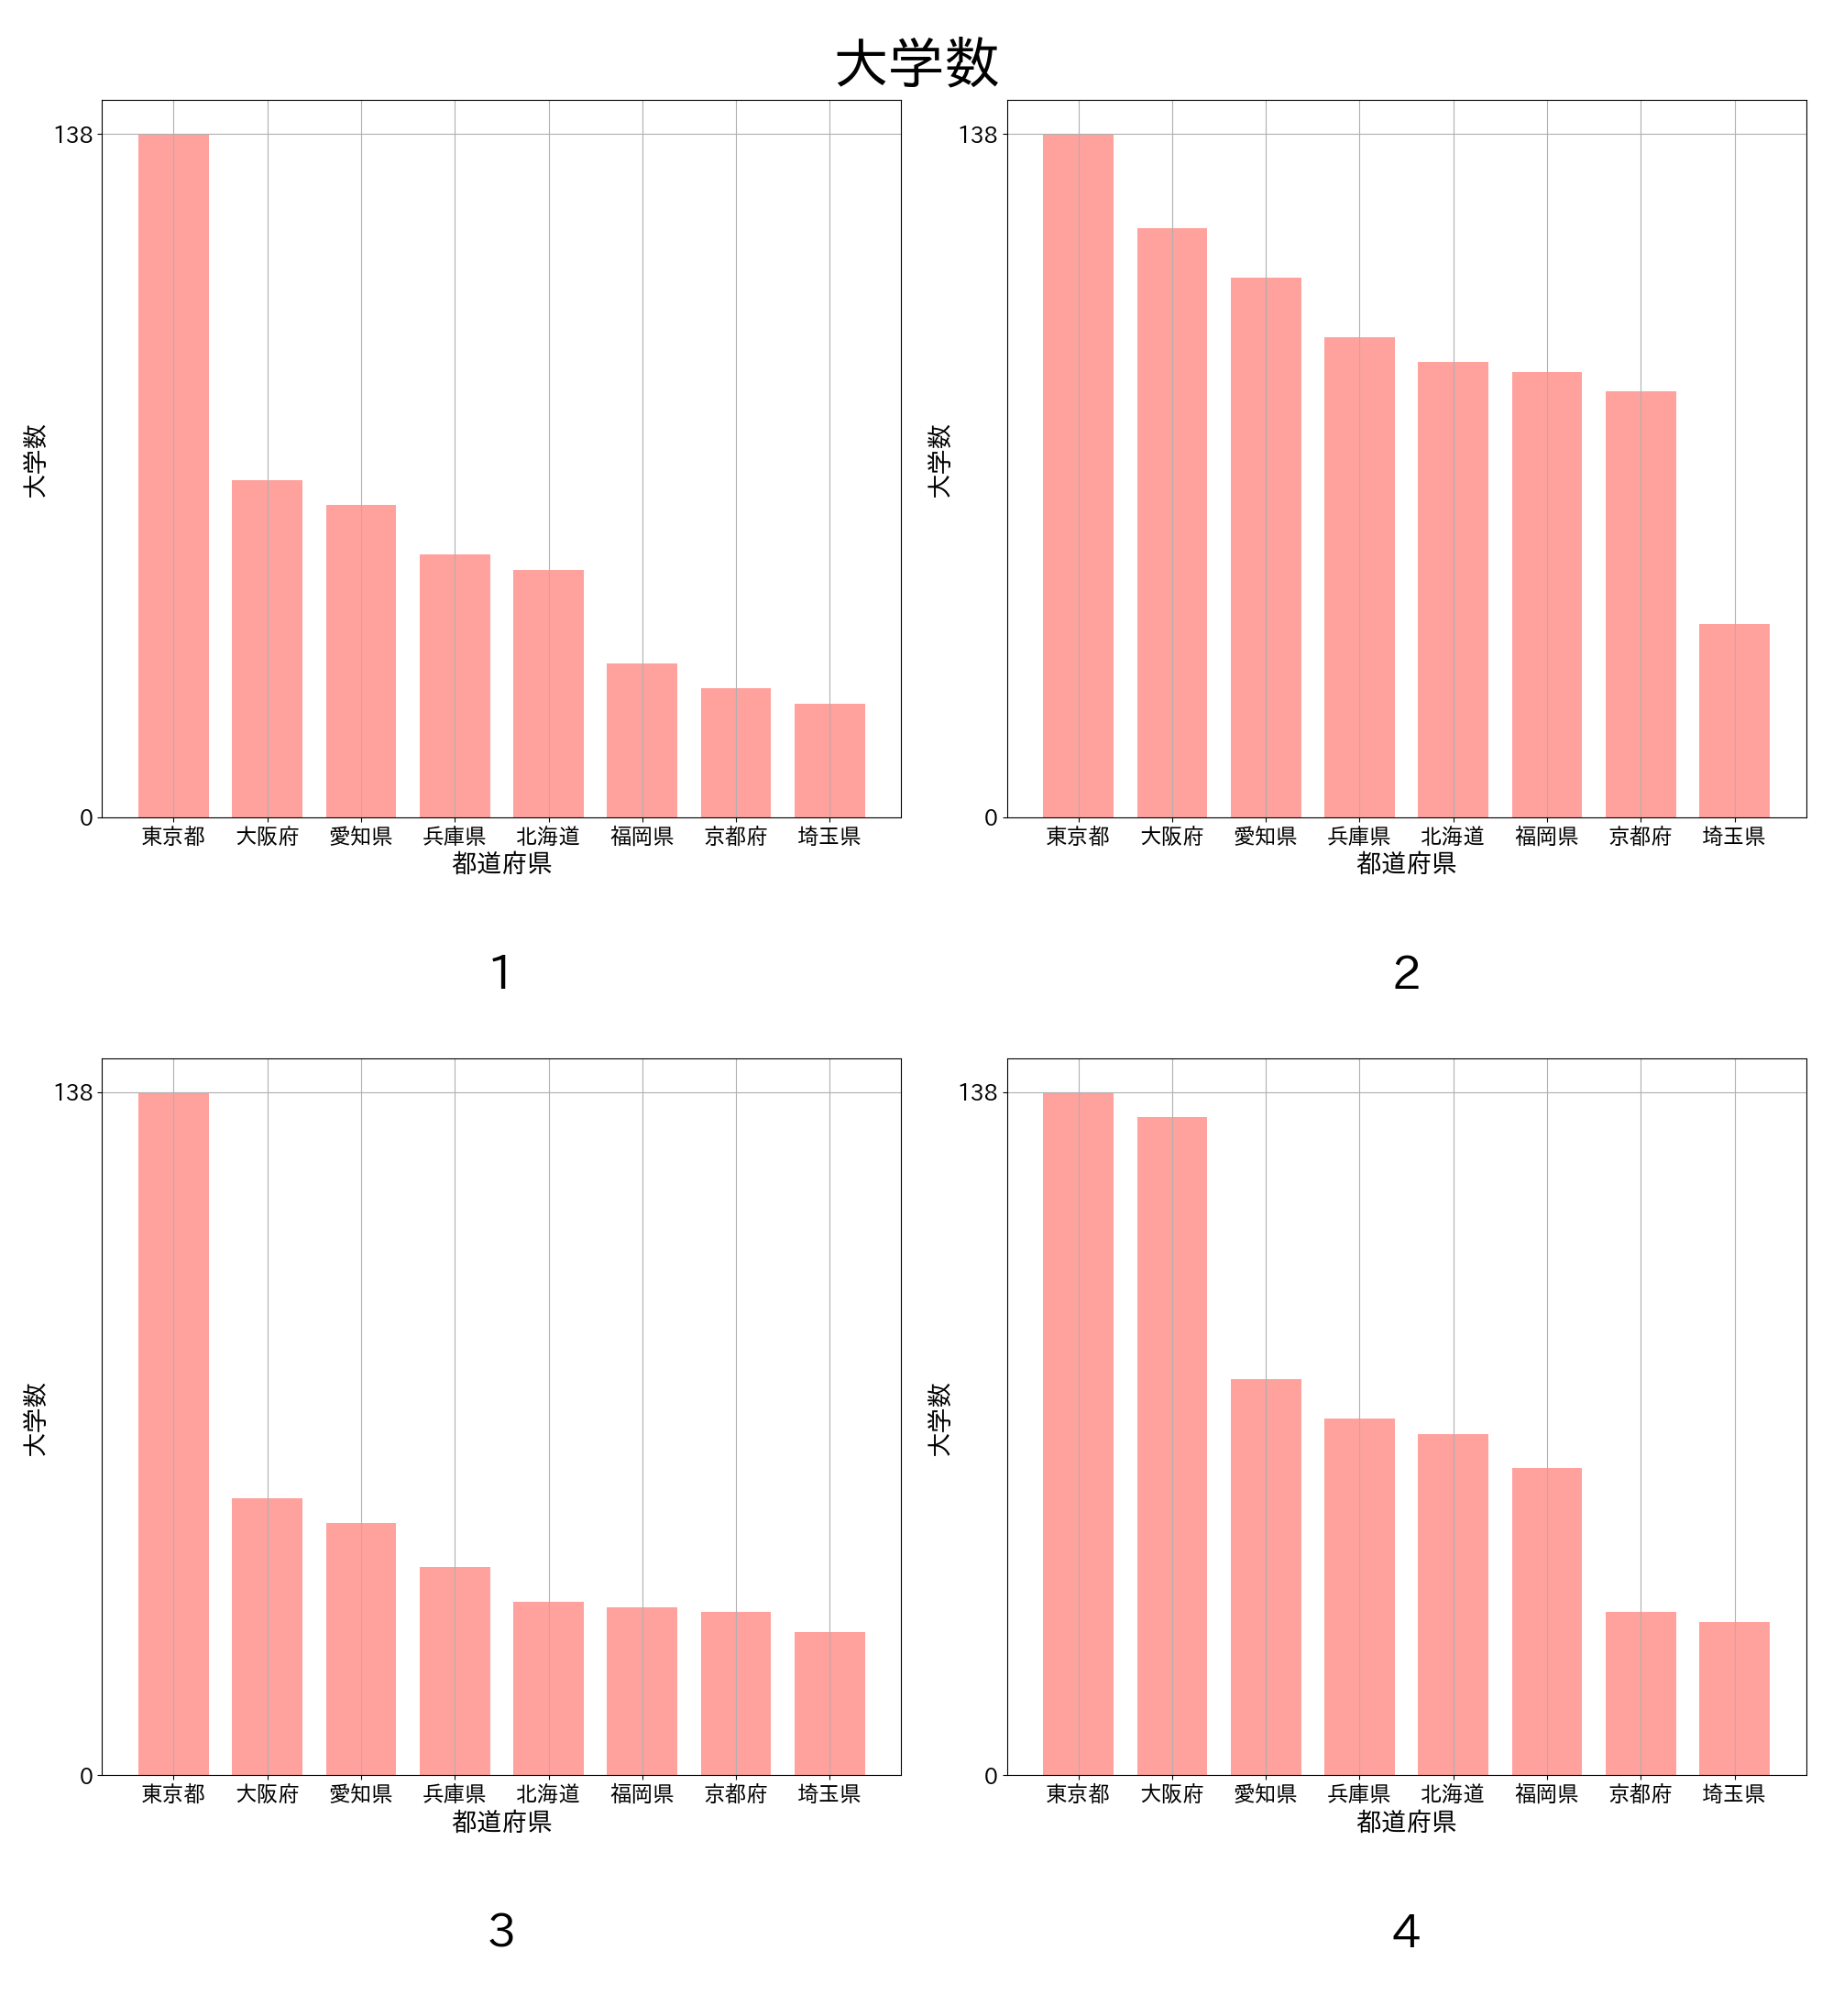 大学数
138
0
大学数
東京都 大阪府 愛知県 兵庫県 北海道 福岡県 京都府 埼玉県
都道府県
1
138
0
大学数
東京都 大阪府 愛知県 兵庫県 北海道 福岡県 京都府 埼玉県
都道府県
2
138
0
大学数
東京都 大阪府 愛知県 兵庫県 北海道 福岡県 京都府 埼玉県
都道府県
3
138
0
大学数
東京都 大阪府 愛知県 兵庫県 北海道 福岡県 京都府 埼玉県
都道府県
4